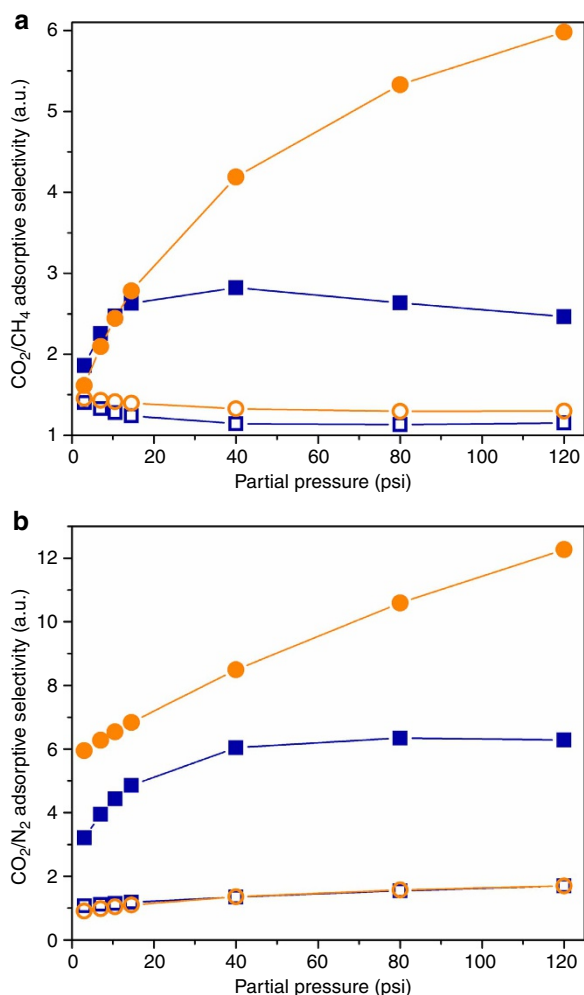 a
CO₂/CH₄ adsorptive selectivity (a.u.)
6
5
4
3
2
1
0 20 40 60 80 100 120
Partial pressure (psi)
b
CO₂/N₂ adsorptive selectivity (a.u.)
12
10
8
6
4
2
0
0 20 40 60 80 100 120
Partial pressure (psi)